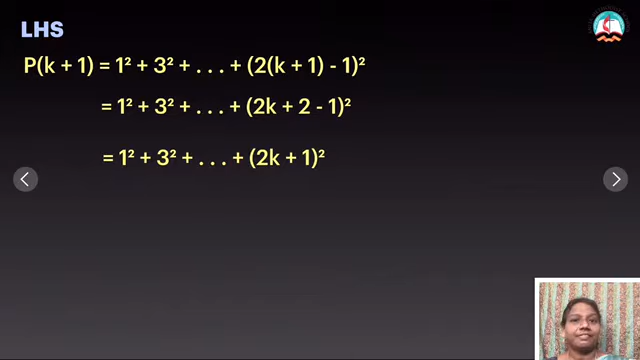 LHS
P(k + 1) = 1² + 3² + . . . + (2(k + 1) - 1)²
= 1² + 3² + . . . + (2k + 2 - 1)²
= 1² + 3² + . . . + (2k + 1)²